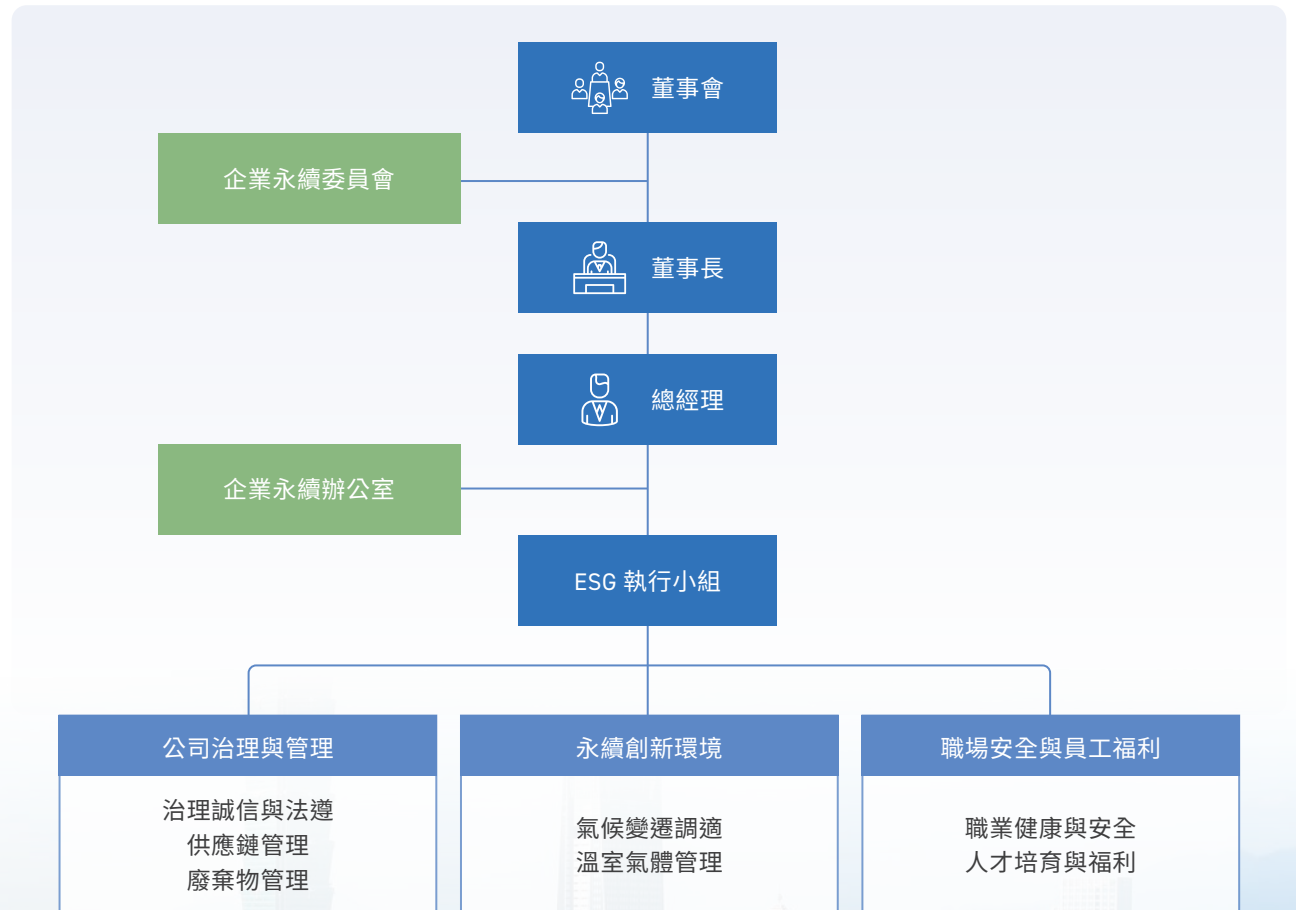 董事會
企業永續委員會
董事長
總經理
企業永續辦公室
ESG 執行小組
公司治理與管理
治理誠信與法遵
供應鏈管理
廢棄物管理
永續創新環境
氣候變遷調適
溫室氣體管理
職場安全與員工福利
職業健康與安全
人才培育與福利